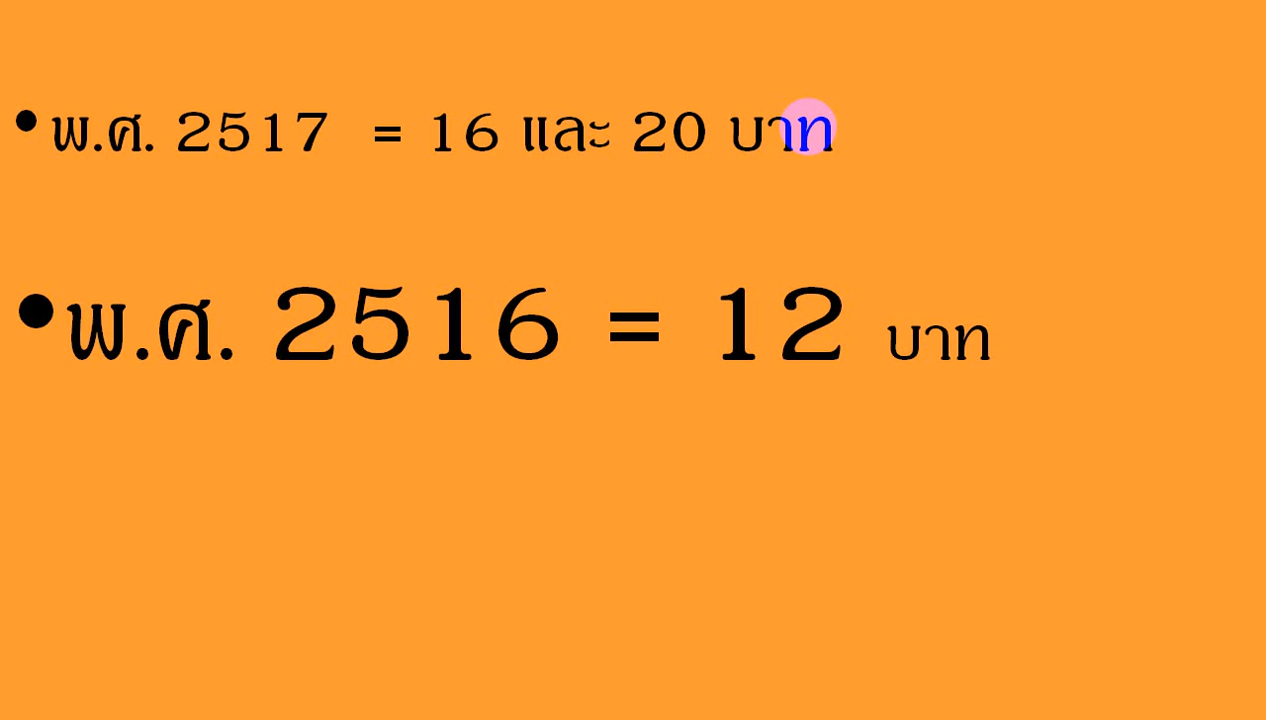 •พ.ศ. 2517 = 16 และ 20 บาท
•พ.ศ. 2516 = 12 บาท